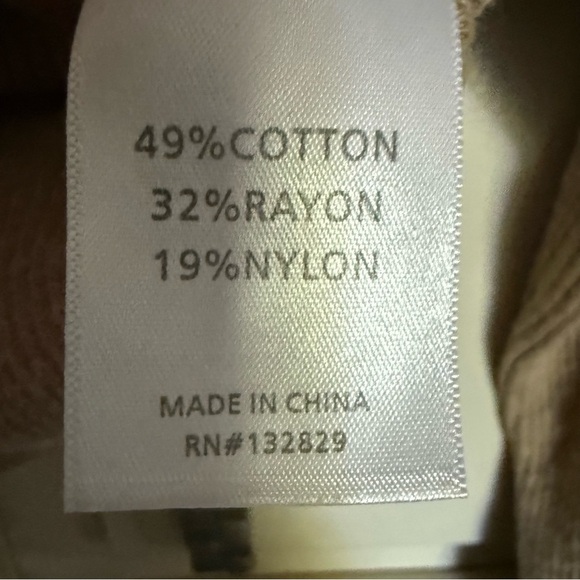 49%COTTON
32%RAYON
19%NYLON
MADE IN CHINA
RN#132829